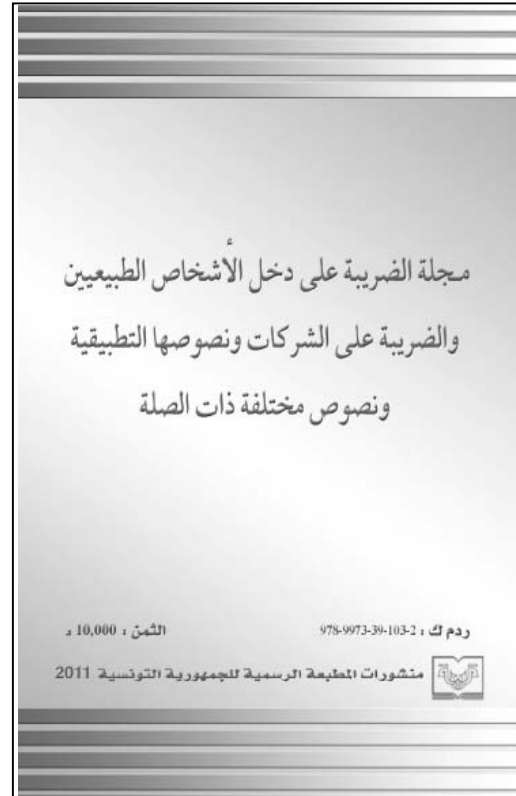 مجلة الضريبة على دخل الأشخاص الطبيعيين
والضريبة على الشركات ونصوصها التطبيقية
ونصوص مختلفة ذات الصلة
ردم ك : 2-103-39-9973-978 الثمن : 10,000 د
منشورات المطبعة الرسمية للجمهورية التونسية 2011